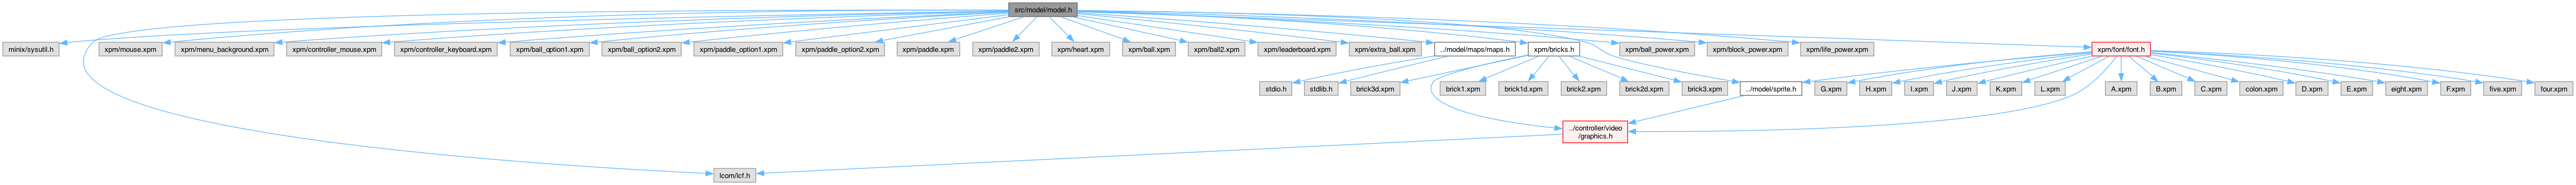 src/model/model.h
minix/sysutil.h
xpm/mouse.xpm
xpm/menu_background.xpm
xpm/controller_mouse.xpm
xpm/controller_keyboard.xpm
xpm/ball_option1.xpm
xpm/ball_option2.xpm
xpm/paddle_option1.xpm
xpm/paddle_option2.xpm
xpm/paddle.xpm
xpm/paddle2.xpm
xpm/heart.xpm
xpm/ball.xpm
xpm/ball2.xpm
xpm/leaderboard.xpm
xpm/extra_ball.xpm
../model/maps/maps.h
xpm/bricks.h
xpm/ball_power.xpm
xpm/block_power.xpm
xpm/life_power.xpm
xpm/font/font.h
stdio.h
stdlib.h
brick3d.xpm
brick1.xpm
brick1d.xpm
brick2.xpm
brick2d.xpm
brick3.xpm
../model/sprite.h
G.xpm
H.xpm
I.xpm
J.xpm
K.xpm
L.xpm
A.xpm
B.xpm
C.xpm
colon.xpm
D.xpm
E.xpm
eight.xpm
F.xpm
five.xpm
four.xpm
../controller/video
/graphics.h
lcom/lcf.h